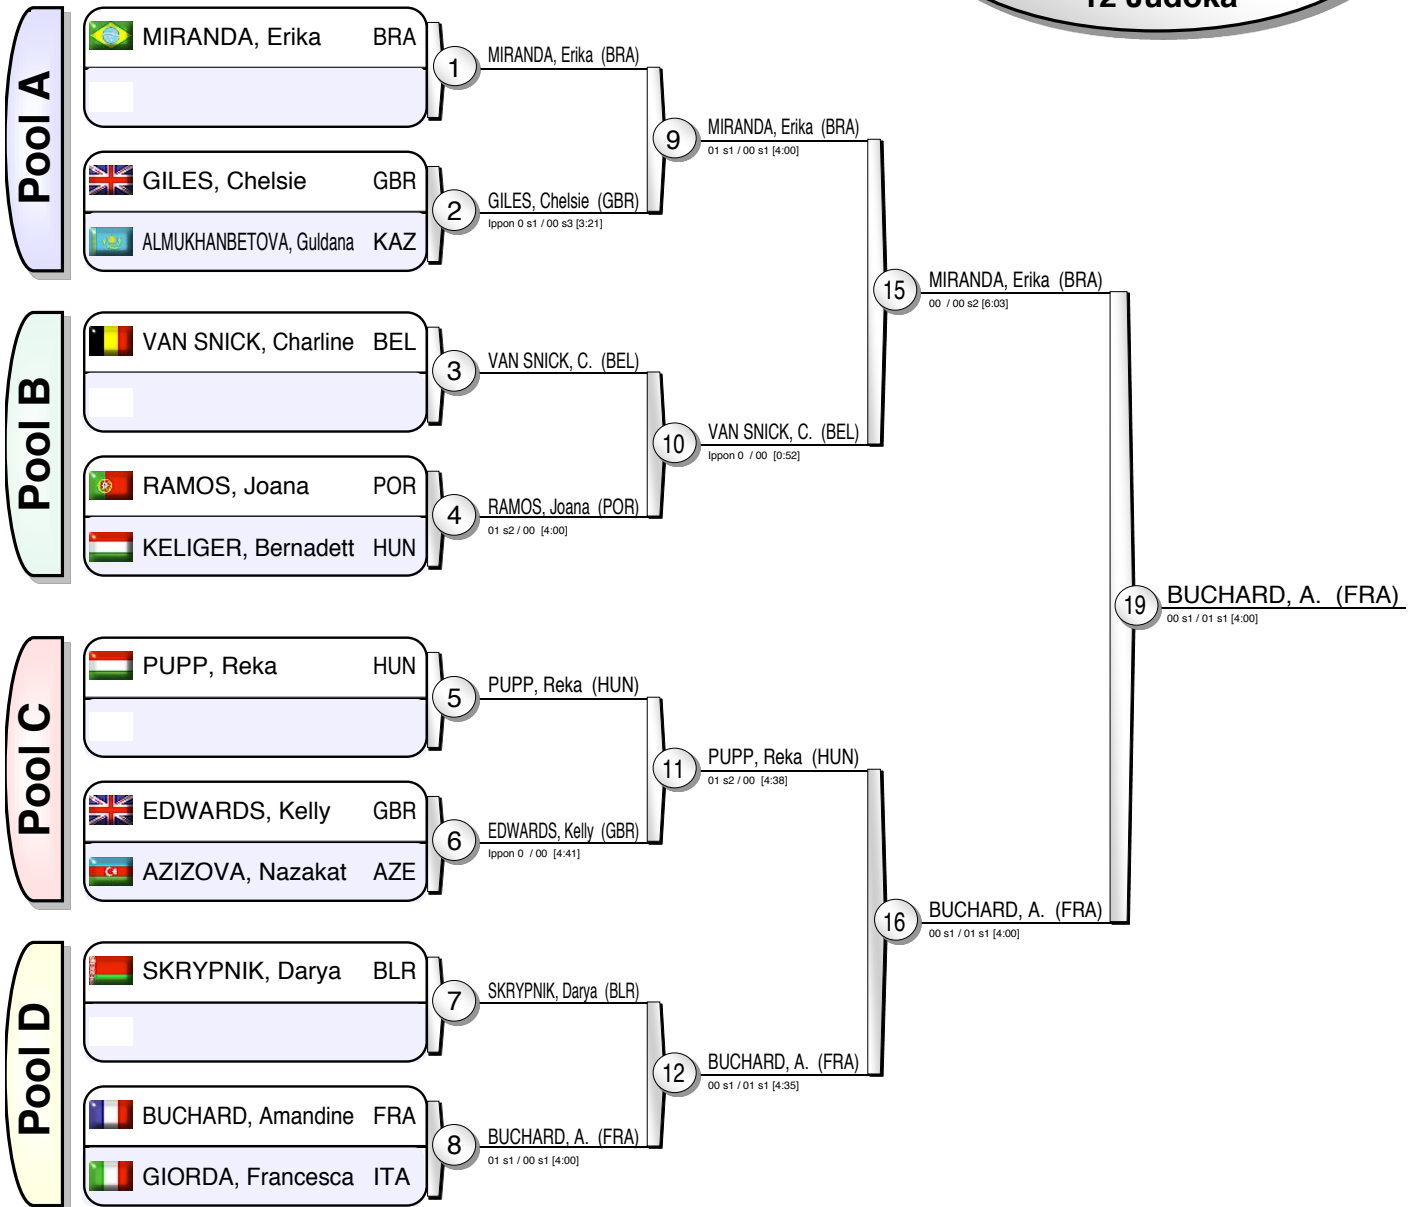 12 Judoka
Pool A
MIRANDA, Erika BRA
GILES, Chelsie GBR
ALMUKHANBETOVA, Guldana KAZ
1
MIRANDA, Erika (BRA)
2
GILES, Chelsie (GBR)
Ippon 0 s1 / 00 s3 [3:21]
9
MIRANDA, Erika (BRA)
01 s1 / 00 s1 [4:00]
Pool B
VAN SNICK, Charline BEL
RAMOS, Joana POR
KELIGER, Bernadett HUN
3
VAN SNICK, C. (BEL)
4
RAMOS, Joana (POR)
01 s2 / 00 [4:00]
10
VAN SNICK, C. (BEL)
Ippon 0 / 00 [0:52]
15
MIRANDA, Erika (BRA)
00 / 00 s2 [6:03]
Pool C
PUPP, Reka HUN
EDWARDS, Kelly GBR
AZIZOVA, Nazakat AZE
5
PUPP, Reka (HUN)
6
EDWARDS, Kelly (GBR)
Ippon 0 / 00 [4:41]
11
PUPP, Reka (HUN)
01 s2 / 00 [4:38]
Pool D
SKRYPNIK, Darya BLR
BUCHARD, Amandine FRA
GIORDA, Francesca ITA
7
SKRYPNIK, Darya (BLR)
8
BUCHARD, A. (FRA)
01 s1 / 00 s1 [4:00]
12
BUCHARD, A. (FRA)
00 s1 / 01 s1 [4:35]
16
BUCHARD, A. (FRA)
00 s1 / 01 s1 [4:00]
19
BUCHARD, A. (FRA)
00 s1 / 01 s1 [4:00]